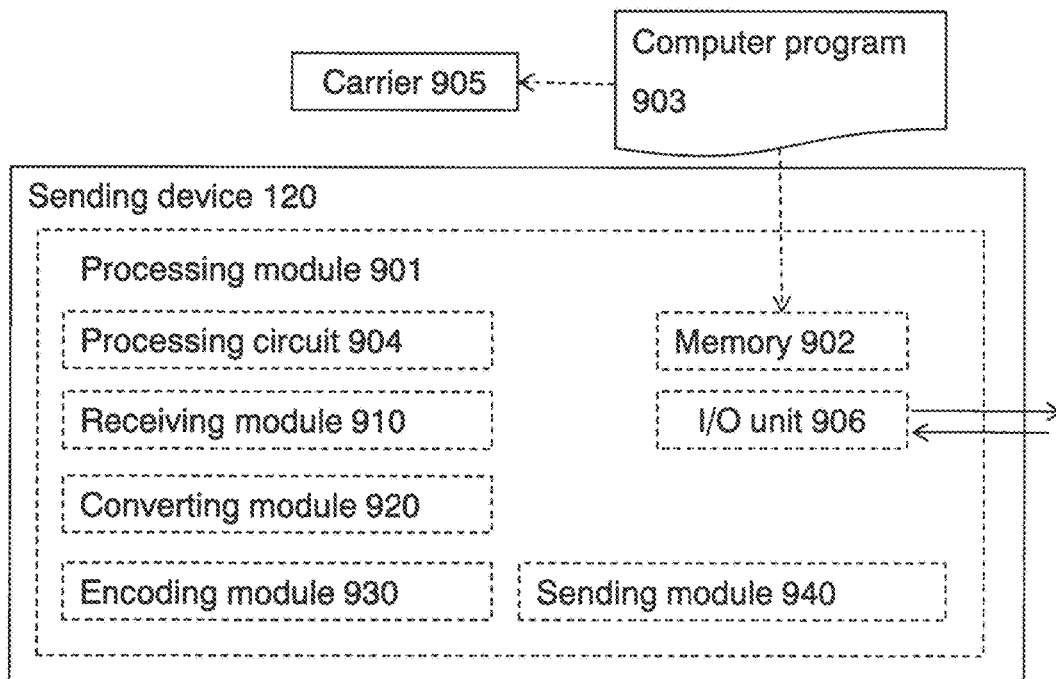 Computer program
903
Carrier 905
Sending device 120
Processing module 901
Processing circuit 904
Memory 902
Receiving module 910
I/O unit 906
Converting module 920
Encoding module 930
Sending module 940